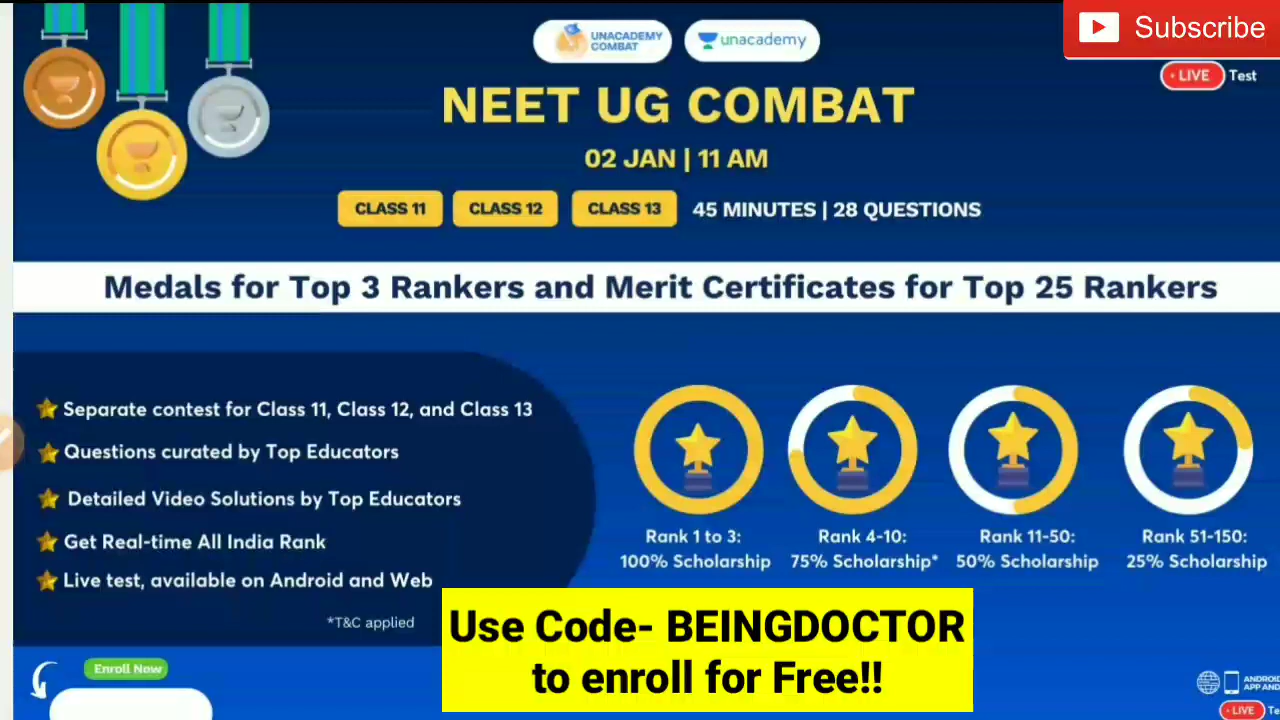 Subscribe
UNACADEMY
COMBAT
unacademy
LIVE Test
NEET UG COMBAT
02 JAN | 11 AM
CLASS 11
CLASS 12
CLASS 13
45 MINUTES | 28 QUESTIONS
Medals for Top 3 Rankers and Merit Certificates for Top 25 Rankers
Separate contest for Class 11, Class 12, and Class 13
Questions curated by Top Educators
Detailed Video Solutions by Top Educators
Get Real-time All India Rank
Live test, available on Android and Web
*T&C applied
Rank 1 to 3:
100% Scholarship
Rank 4-10:
75% Scholarship*
Rank 11-50:
50% Scholarship
Rank 51-150:
25% Scholarship
Use Code- BEINGDOCTOR
to enroll for Free!!
Enroll Now
ANDROID
APP AND
LIVE Te